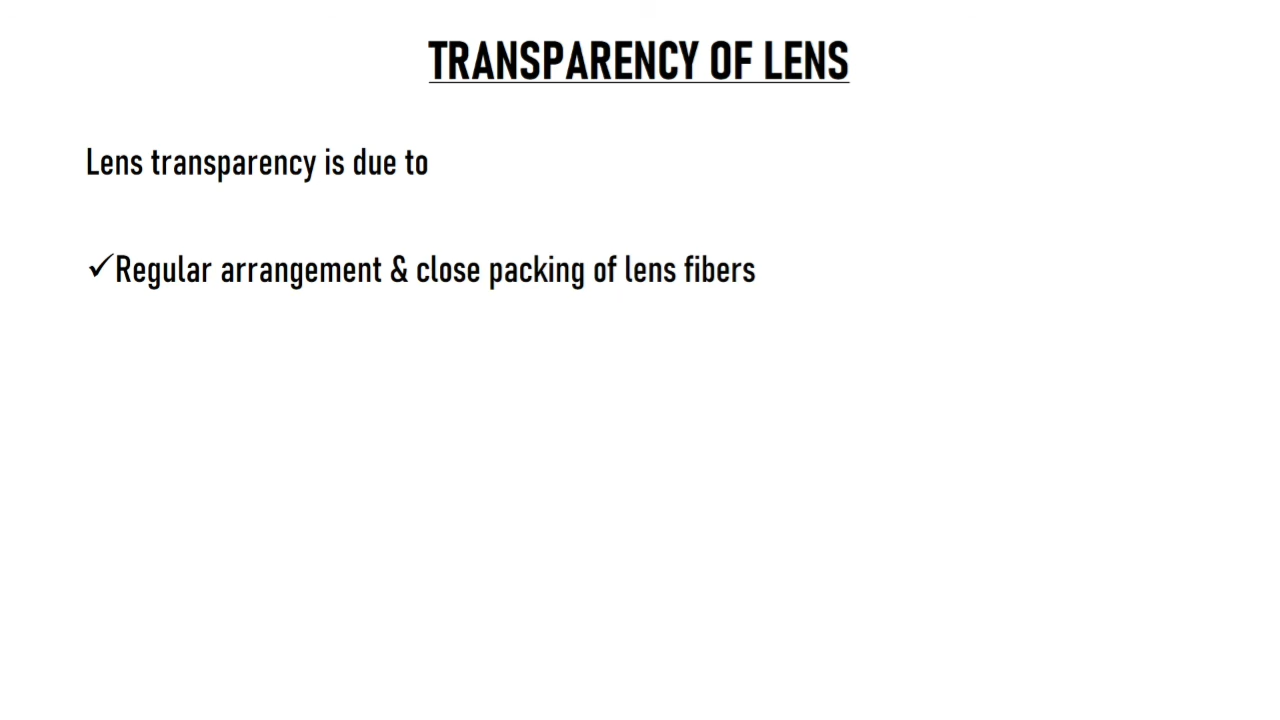 TRANSPARENCY OF LENS
Lens transparency is due to
✓Regular arrangement & close packing of lens fibers